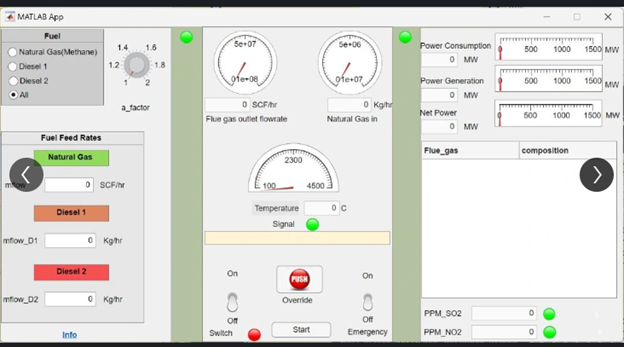 MATLAB App
Fuel
Natural Gas(Methane)
Diesel 1
Diesel 2
All
1.4 1.6
1.2 1.8
1 2
a_factor
Fuel Feed Rates
Natural Gas
mflow 0 SCF/hr
Diesel 1
mflow_D1 0 Kg/hr
Diesel 2
mflow_D2 0 Kg/hr
Info
5e+07
0 1e+08
0 SCF/hr
Flue gas outlet flowrate
5e+06
0 1e+07
0 Kg/hr
Natural Gas in
2300
100 4500
Temperature 0 C
Signal
On
Off
Switch
PUSH
Override
Start
On
Off
Emergency
Power Consumption
0 MW
0 500 1000 1500 MW
Power Generation
0 MW
0 500 1000 1500 MW
Net Power
0 MW
0 500 1000 1500 MW
Flue_gas composition
PPM_SO2 0
PPM_NO2 0